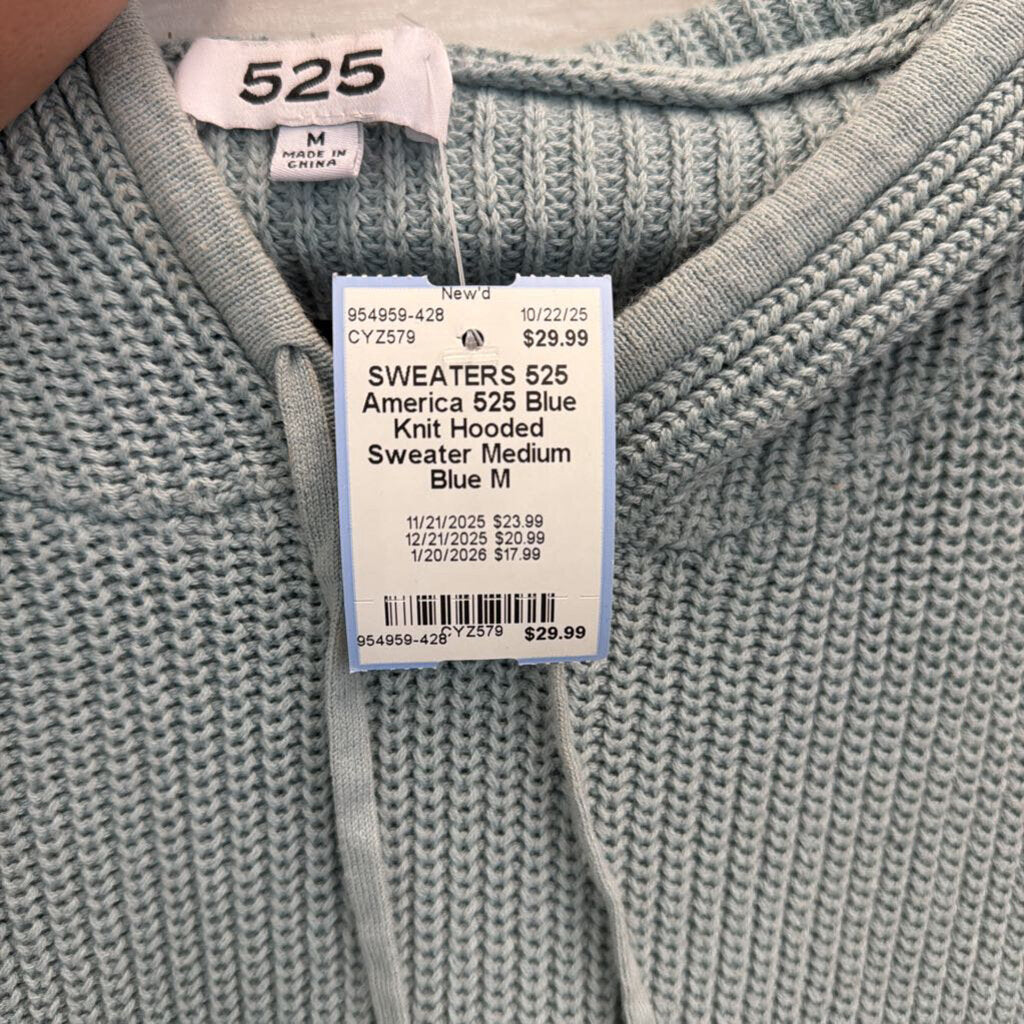 525
M
MADE IN
CHINA
New'd
954959-428 10/22/25
CYZ579 $29.99
SWEATERS 525
America 525 Blue
Knit Hooded
Sweater Medium
Blue M
11/21/2025 $23.99
12/21/2025 $20.99
1/20/2026 $17.99
954959-428 CYZ579 $29.99